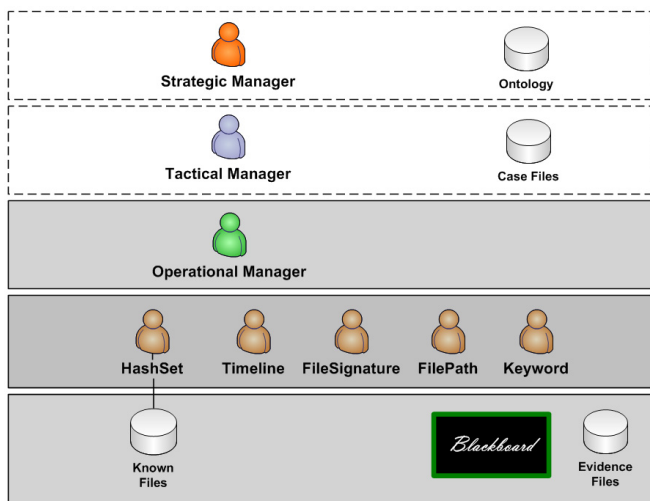 Strategic Manager
Ontology
Tactical Manager
Case Files
Operational Manager
HashSet
Timeline
FileSignature
FilePath
Keyword
Known
Files
Blackboard
Evidence
Files